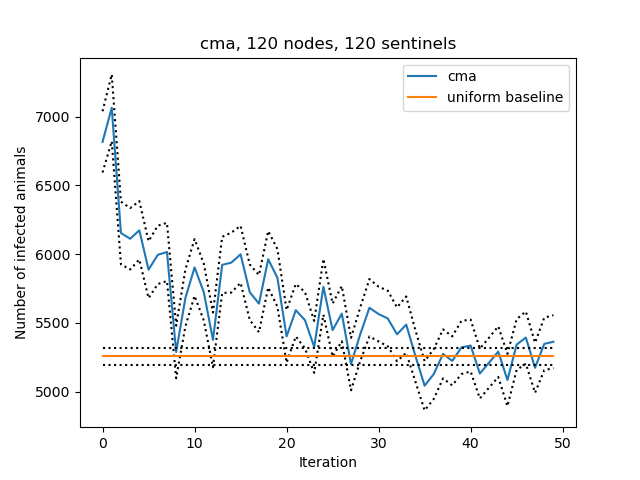 cma, 120 nodes, 120 sentinels
cma
uniform baseline
Number of infected animals
7000
6500
6000
5500
5000
0 10 20 30 40 50
Iteration